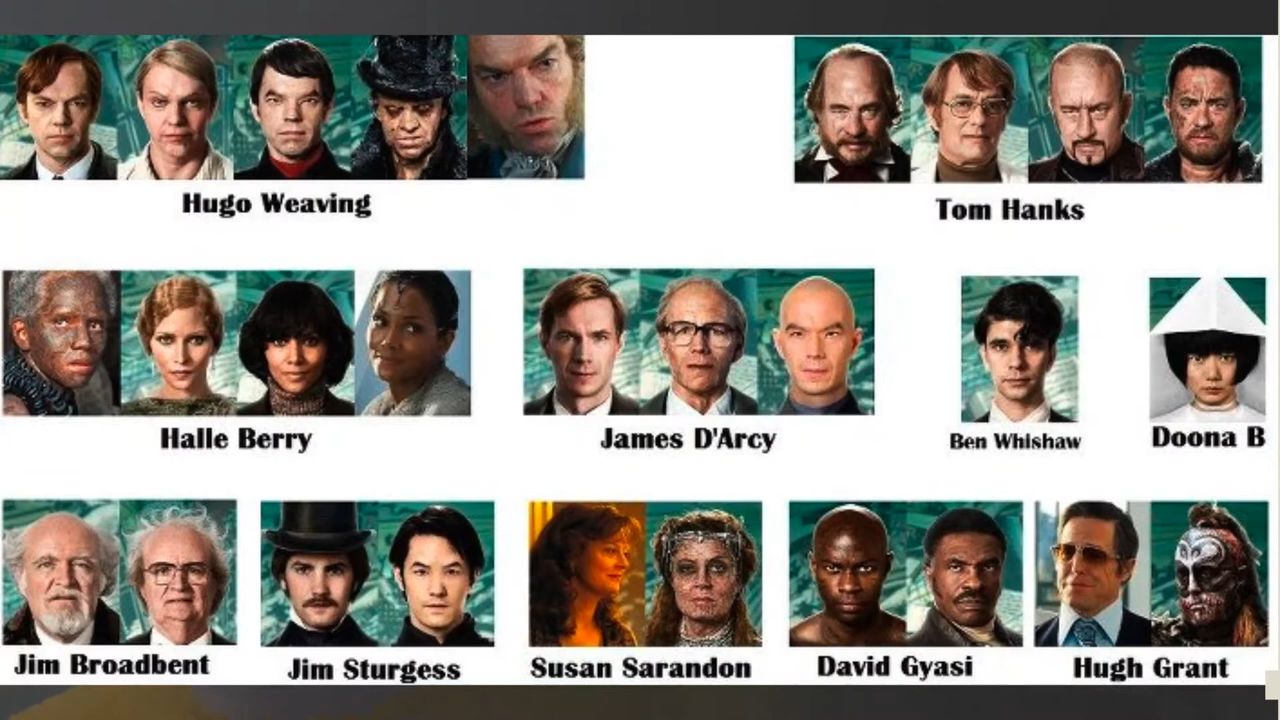 Hugo Weaving
Tom Hanks
Halle Berry
James D'Arcy
Ben Whishaw
Doona B
Jim Broadbent
Jim Sturgess
Susan Sarandon
David Gyasi
Hugh Grant